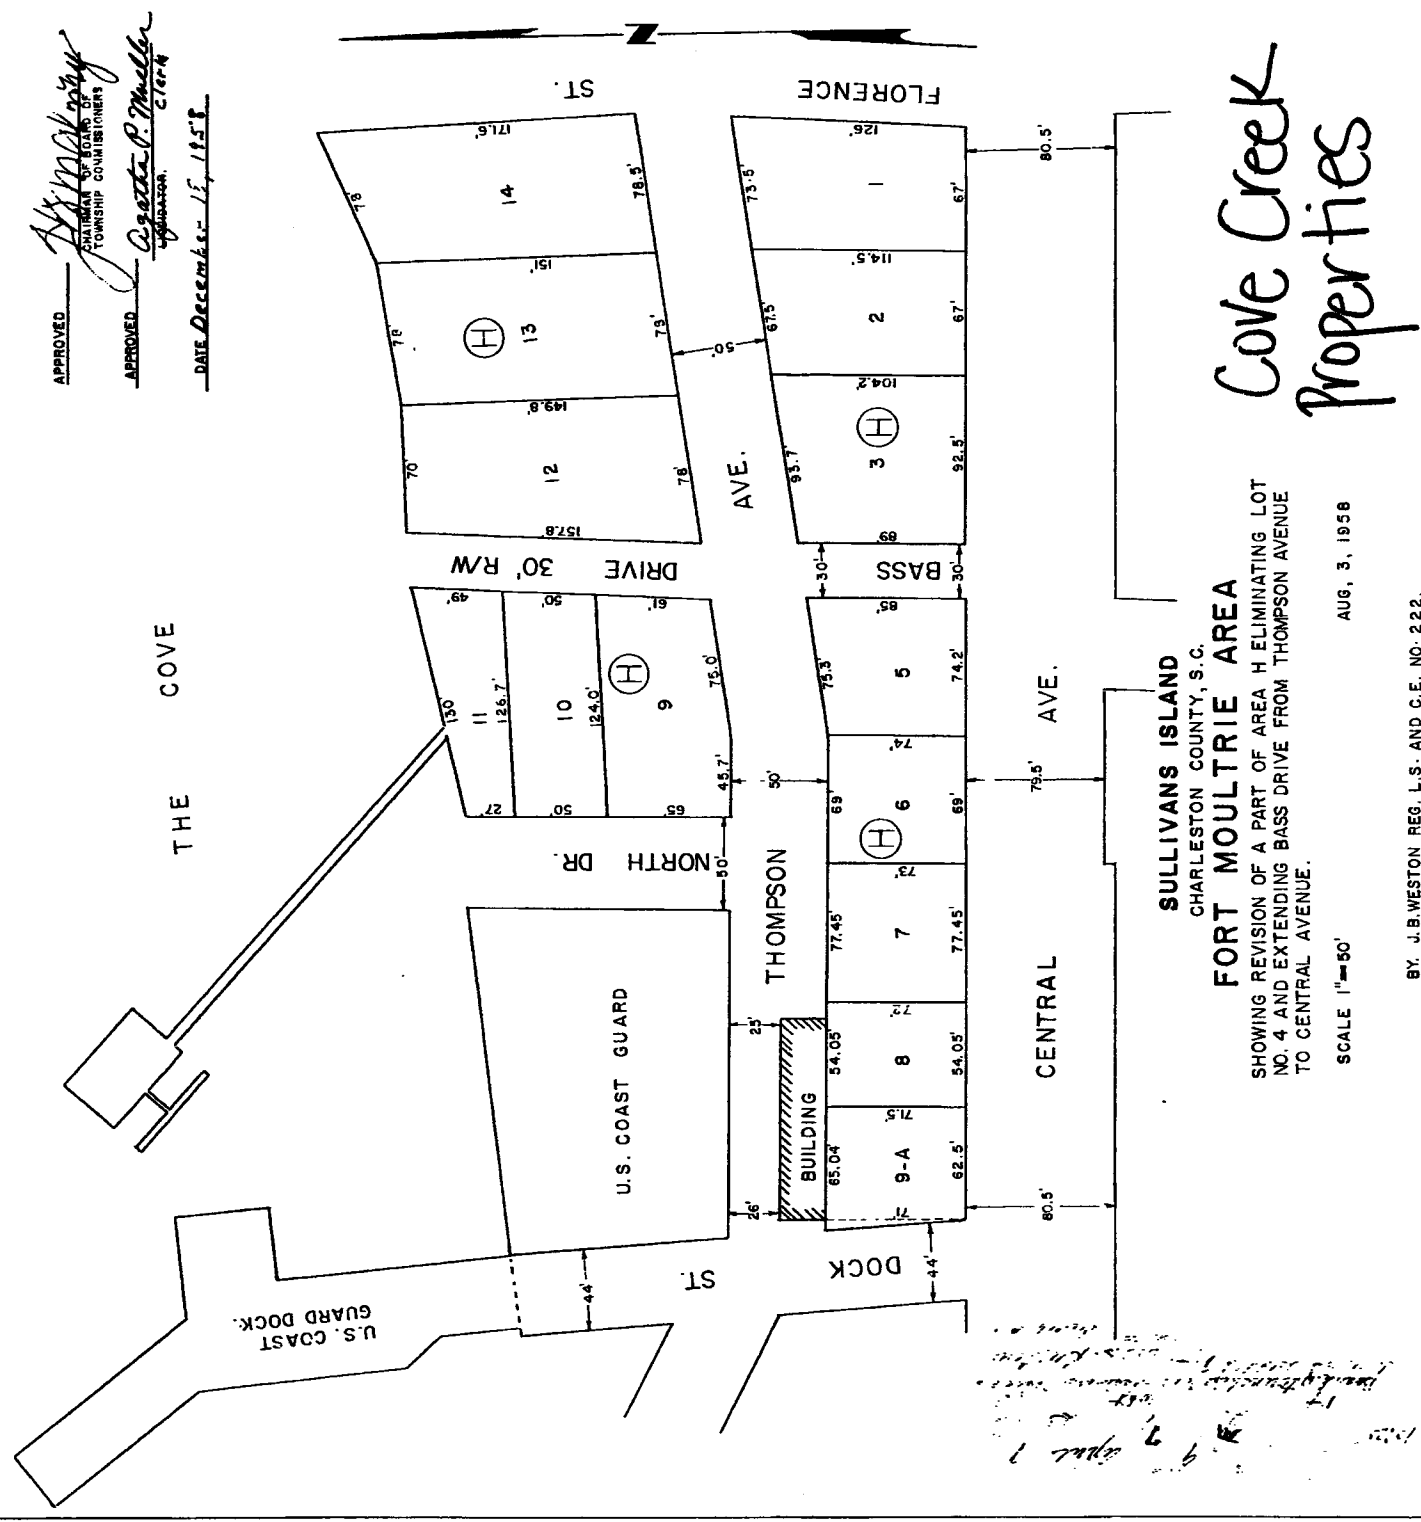 APPROVED
CHAIRMAN OF BOARD OF
TOWNSHIP COMMISSIONERS
APPROVED Agatha P. Mueller
LIQUIDATOR. Clerk
DATE December 15, 1958
N
FLORENCE ST.
THE COVE
14
171.6'
78'
78.5'
13
151'
78'
79'
H
12
149.8'
70'
78'
157.8'
1
126'
73.5'
67'
80.5'
2
114.5'
67.5'
67'
50'
3
104.2'
93.7'
92.5'
89'
H
THOMPSON AVE.
BASS DRIVE 30' R/W
30'
30'
11
49'
130
126.7'
27'
10
50'
124.0'
50'
9
61'
75.0'
45.7'
65'
H
5
85'
75.3'
74.2'
6
74'
69'
69'
H
7
73'
77.45'
77.45'
8
72'
54.05'
54.05'
9-A
71.5'
65.04'
62.5'
71'
50'
79.5'
NORTH DR.
50'
U.S. COAST GUARD
25'
26'
BUILDING
CENTRAL AVE.
80.5'
DOCK ST.
44'
44'
U.S. COAST
GUARD DOCK.
Cove Creek
Properties
SULLIVANS ISLAND
CHARLESTON COUNTY, S.C.
FORT MOULTRIE AREA
SHOWING REVISION OF A PART OF AREA H ELIMINATING LOT
NO. 4 AND EXTENDING BASS DRIVE FROM THOMPSON AVENUE
TO CENTRAL AVENUE.
SCALE 1"=50' AUG. 3, 1958
BY. J.B. WESTON REG. L.S. AND C.E. NO. 222.